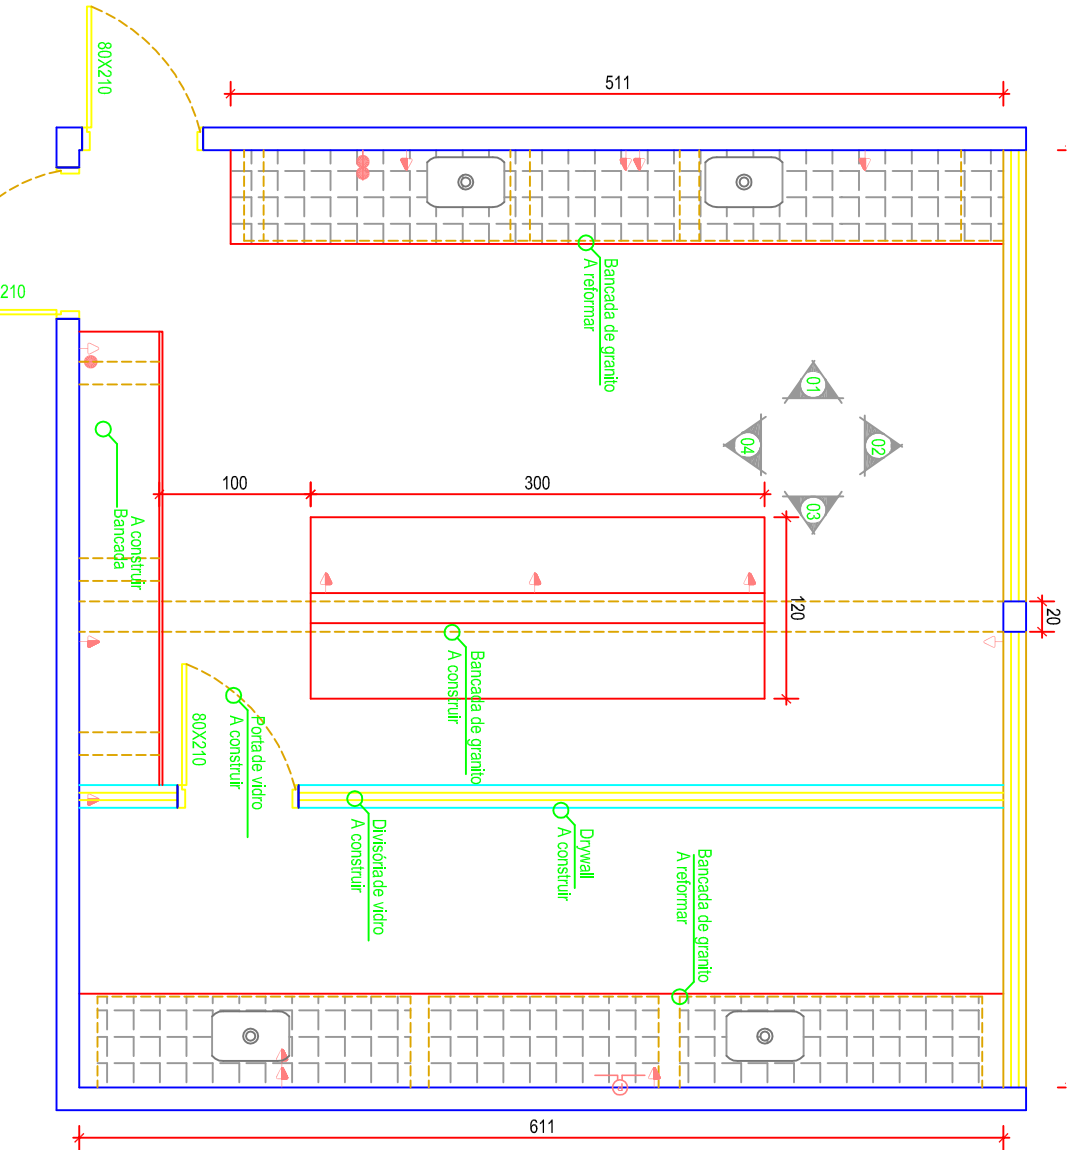 80X210
511
210
Bancada de granito
A reformar
01
02
04
03
100
300
A construir
Bancada
120
20
Bancada de granito
A construir
80X210
Porta de vidro
A construir
Divisória de vidro
A construir
Drywall
A construir
Bancada de granito
A reformar
611